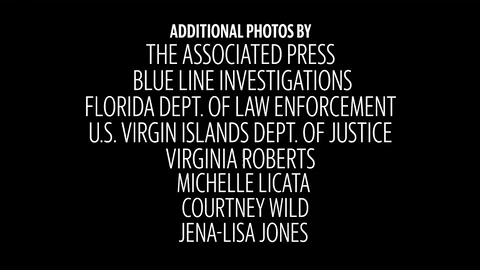 ADDITIONAL PHOTOS BY
THE ASSOCIATED PRESS
BLUE LINE INVESTIGATIONS
FLORIDA DEPT. OF LAW ENFORCEMENT
U.S. VIRGIN ISLANDS DEPT. OF JUSTICE
VIRGINIA ROBERTS
MICHELLE LICATA
COURTNEY WILD
JENA-LISA JONES